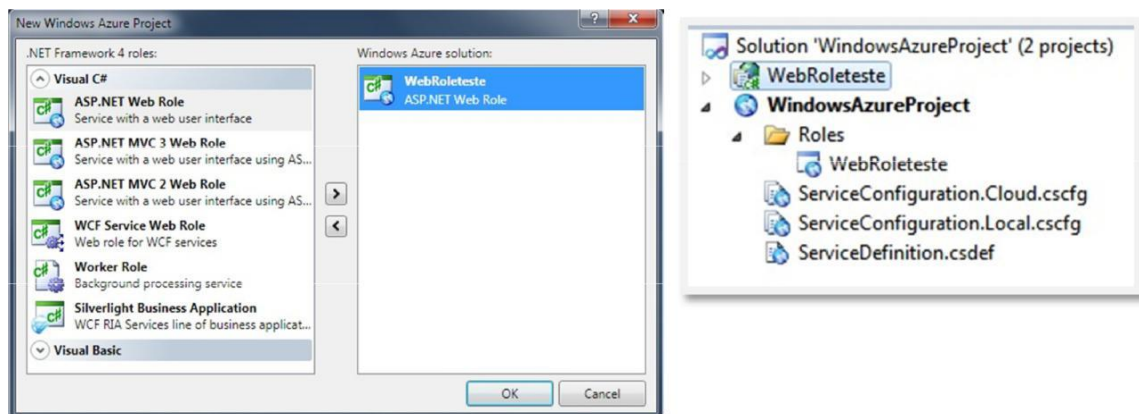 New Windows Azure Project
.NET Framework 4 roles:
Visual C#
ASP.NET Web Role
Service with a web user interface
ASP.NET MVC 3 Web Role
Service with a web user interface using AS...
ASP.NET MVC 2 Web Role
Service with a web user interface using AS...
WCF Service Web Role
Web role for WCF services
Worker Role
Background processing service
Silverlight Business Application
WCF RIA Services line of business applicat...
Visual Basic
Windows Azure solution:
WebRoleteste
ASP.NET Web Role
OK
Cancel
Solution 'WindowsAzureProject' (2 projects)
WebRoleteste
WindowsAzureProject
Roles
WebRoleteste
ServiceConfiguration.Cloud.cscfg
ServiceConfiguration.Local.cscfg
ServiceDefinition.csdef